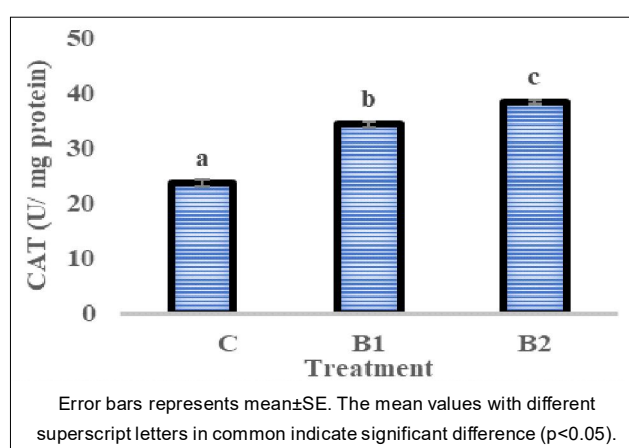 50
40
30
20
10
0
CAT (U/ mg protein)
a
b
c
C B1 B2
Treatment
Error bars represents mean±SE. The mean values with different
superscript letters in common indicate significant difference (p<0.05).